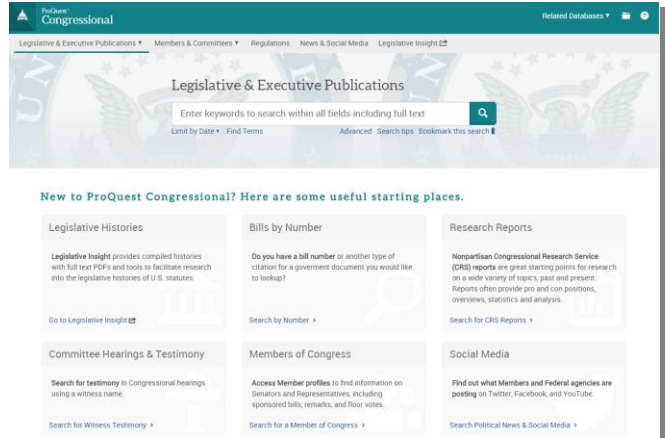 ProQuest
Congressional
Related Databases
Legislative & Executive Publications Members & Committees Regulations News & Social Media Legislative Insight
Legislative & Executive Publications
Enter keywords to search within all fields including full text
Limit by Date Find Terms Advanced Search tips Bookmark this search
New to ProQuest Congressional? Here are some useful starting places.
Legislative Histories
Legislative Insight provides compiled histories
with full text PDFs and tools to facilitate research
into the legislative histories of U.S. statutes.
Go to Legislative Insight
Bills by Number
Do you have a bill number or another type of
citation for a goverment document you would like
to lookup?
Search by Number ›
Research Reports
Nonpartisan Congressional Research Service
(CRS) reports are great starting points for research
on a wide variety of topics, past and present.
Reports often provide pro and con positions,
overviews, statistics and analysis.
Search for CRS Reports ›
Committee Hearings & Testimony
Search for testimony in Congressional hearings
using a witness name.
Search for Witness Testimony ›
Members of Congress
Access Member profiles to find information on
Senators and Representatives, including
sponsored bills, remarks, and floor votes.
Search for a Member of Congress ›
Social Media
Find out what Members and Federal agencies are
posting on Twitter, Facebook, and YouTube.
Search Political News & Social Media ›